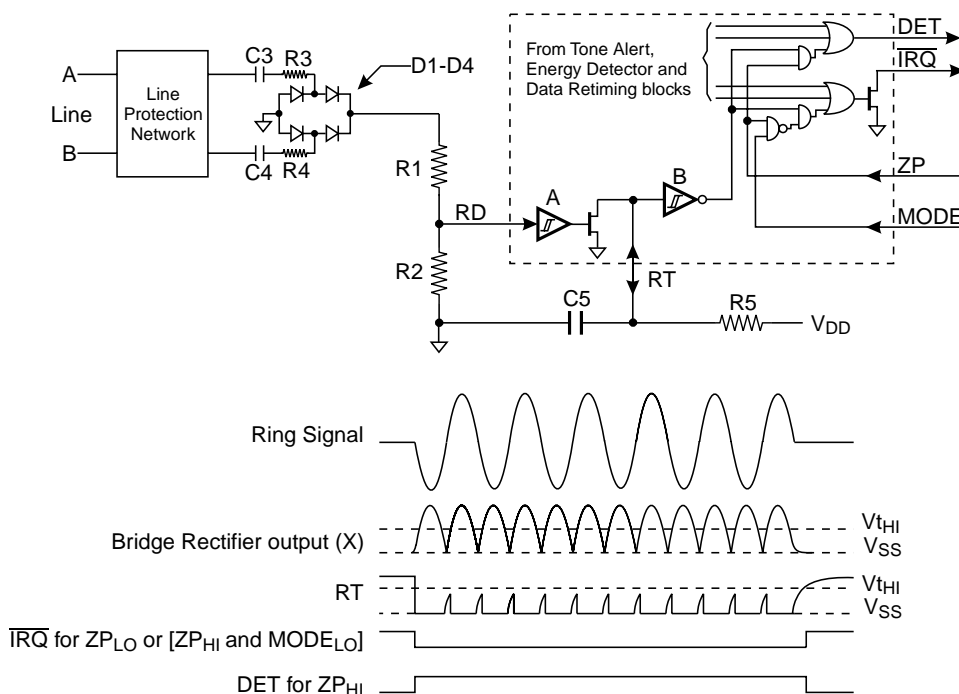 DET
C3
R3
D1-D4
From Tone Alert,
Energy Detector and
Data Retiming blocks
IRQ
A
Line
B
Line
Protection
Network
C4
R4
R1
A
B
ZP
RD
MODE
R2
RT
C5
R5
VDD
Ring Signal
Bridge Rectifier output (X)
VtHI
VSS
RT
VtHI
VSS
IRQ for ZPLO or [ZPHI and MODELO]
DET for ZPHI